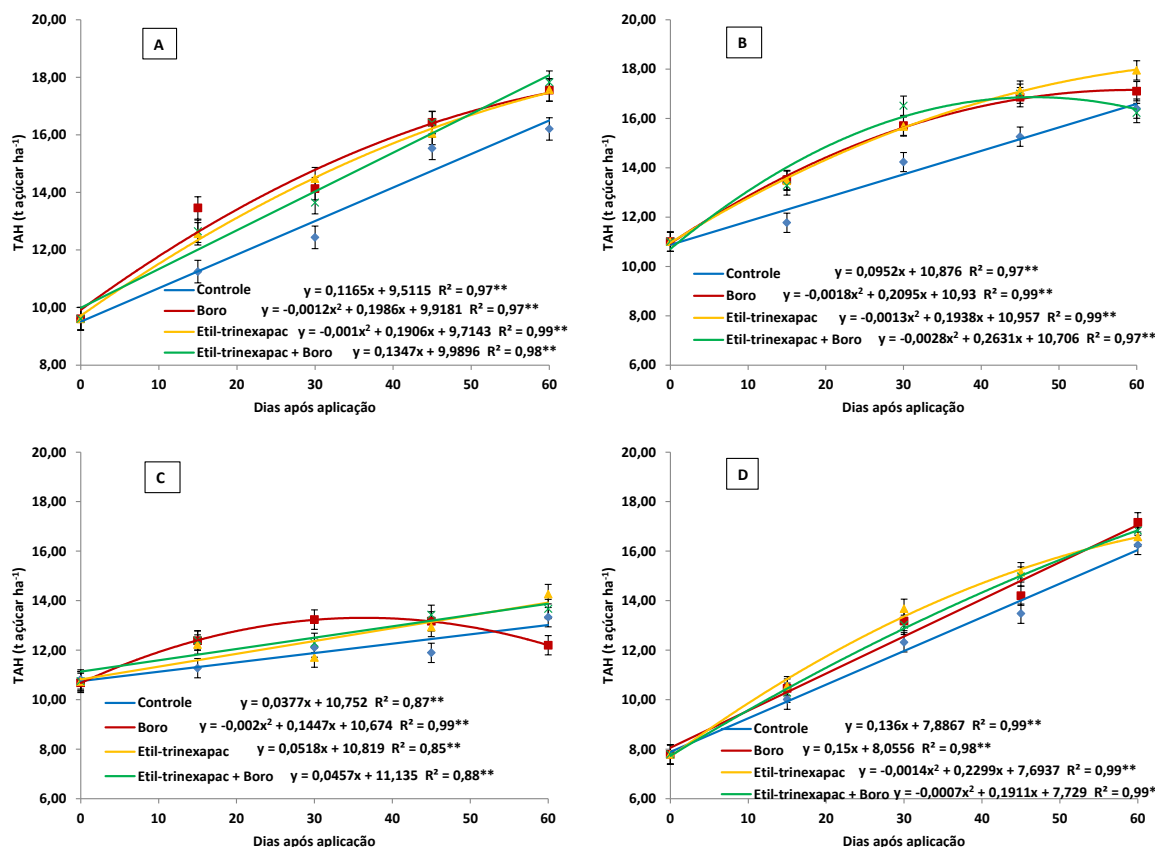 A
20,00
18,00
16,00
14,00
12,00
10,00
8,00
TAH (t açúcar ha⁻¹)
Controle y = 0,1165x + 9,5115 R² = 0,97**
Boro y = -0,0012x² + 0,1986x + 9,9181 R² = 0,97**
Etil-trinexapac y = -0,001x² + 0,1906x + 9,7143 R² = 0,99**
Etil-trinexapac + Boro y = 0,1347x + 9,9896 R² = 0,98**
0 10 20 30 40 50 60
Dias após aplicação
B
20,00
18,00
16,00
14,00
12,00
10,00
8,00
6,00
TAH (t açúcar ha⁻¹)
Controle y = 0,0952x + 10,876 R² = 0,97**
Boro y = -0,0018x² + 0,2095x + 10,93 R² = 0,99**
Etil-trinexapac y = -0,0013x² + 0,1938x + 10,957 R² = 0,99**
Etil-trinexapac + Boro y = -0,0028x² + 0,2631x + 10,706 R² = 0,97**
0 10 20 30 40 50 60
Dias após aplicação
C
20,00
18,00
16,00
14,00
12,00
10,00
8,00
6,00
TAH (t açúcar ha⁻¹)
Controle y = 0,0377x + 10,752 R² = 0,87**
Boro y = -0,002x² + 0,1447x + 10,674 R² = 0,99**
Etil-trinexapac y = 0,0518x + 10,819 R² = 0,85**
Etil-trinexapac + Boro y = 0,0457x + 11,135 R² = 0,88**
0 10 20 30 40 50 60
Dias após aplicação
D
20,00
18,00
16,00
14,00
12,00
10,00
8,00
6,00
TAH (t açúcar ha⁻¹)
Controle y = 0,136x + 7,8867 R² = 0,99**
Boro y = 0,15x + 8,0556 R² = 0,98**
Etil-trinexapac y = -0,0014x² + 0,2299x + 7,6937 R² = 0,99**
Etil-trinexapac + Boro y = -0,0007x² + 0,1911x + 7,729 R² = 0,99*
0 10 20 30 40 50 60
Dias após aplicação